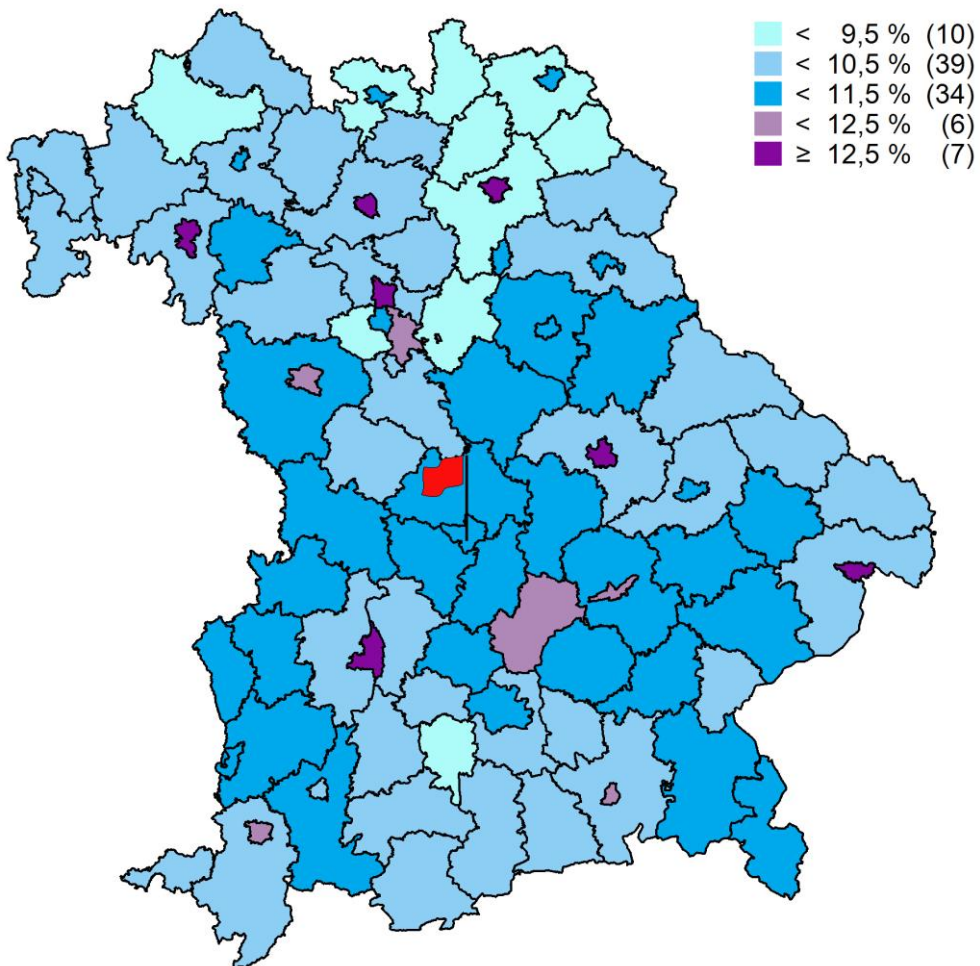 < 9,5 % (10)
< 10,5 % (39)
< 11,5 % (34)
< 12,5 % (6)
≥ 12,5 % (7)